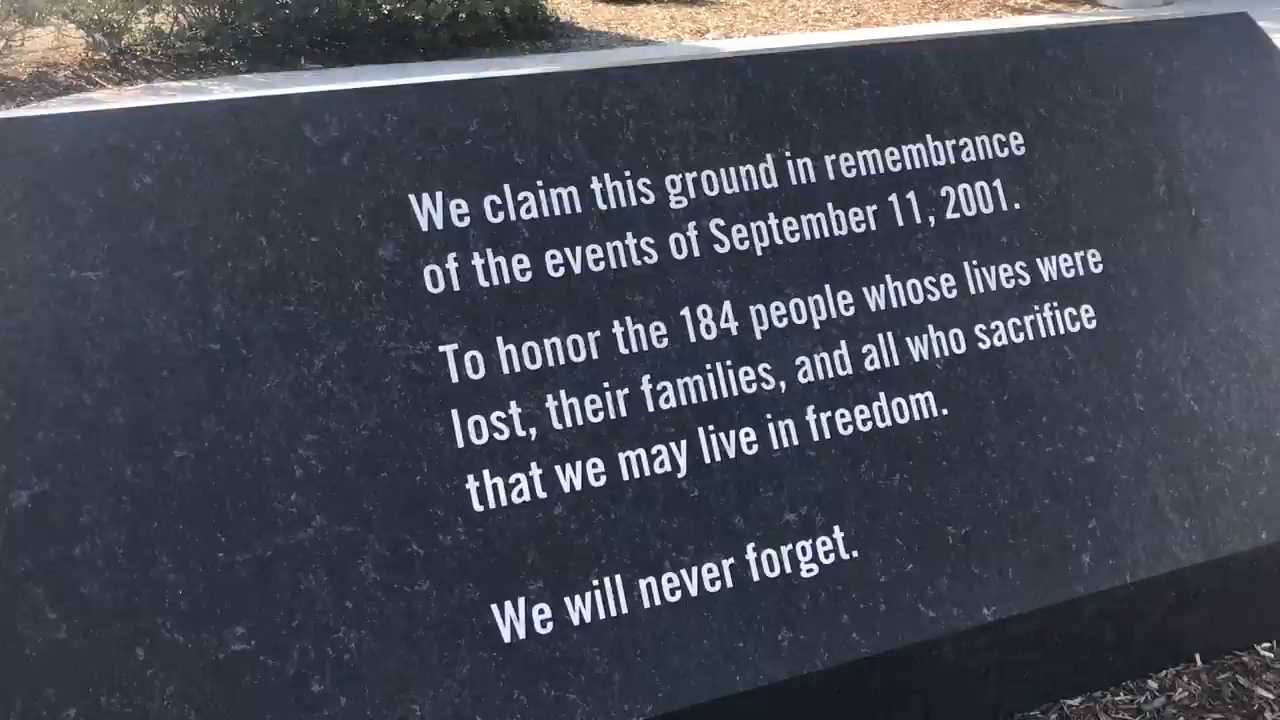 We claim this ground in remembrance
of the events of September 11, 2001.
To honor the 184 people whose lives were
lost, their families, and all who sacrifice
that we may live in freedom.
We will never forget.